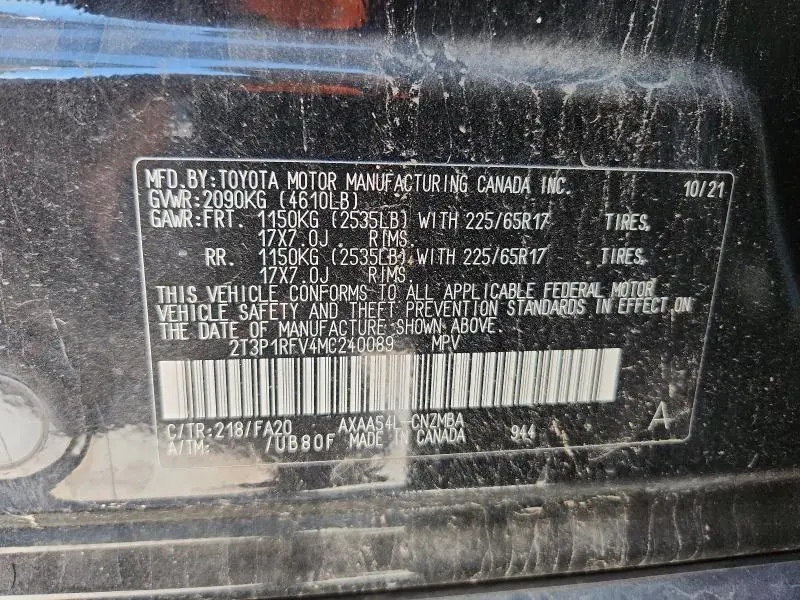 MFD.BY:TOYOTA MOTOR MANUFACTURING CANADA INC. 10/21
GVWR:2090KG (4610LB)
GAWR:FRT. 1150KG (2535LB) WITH 225/65R17 TIRES,
17X7.0J RIMS.
RR. 1150KG (2535LB) WITH 225/65R17 TIRES,
17X7.0J RIMS
THIS VEHICLE CONFORMS TO ALL APPLICABLE FEDERAL MOTOR
VEHICLE SAFETY AND THEFT PREVENTION STANDARDS IN EFFECT ON
THE DATE OF MANUFACTURE SHOWN ABOVE.
2T3P1RFV4MC240089 MPV
C/TR:218/FA20 AXAA54L-CNZMBA A
A/TM: /UB80F MADE IN CANADA 944